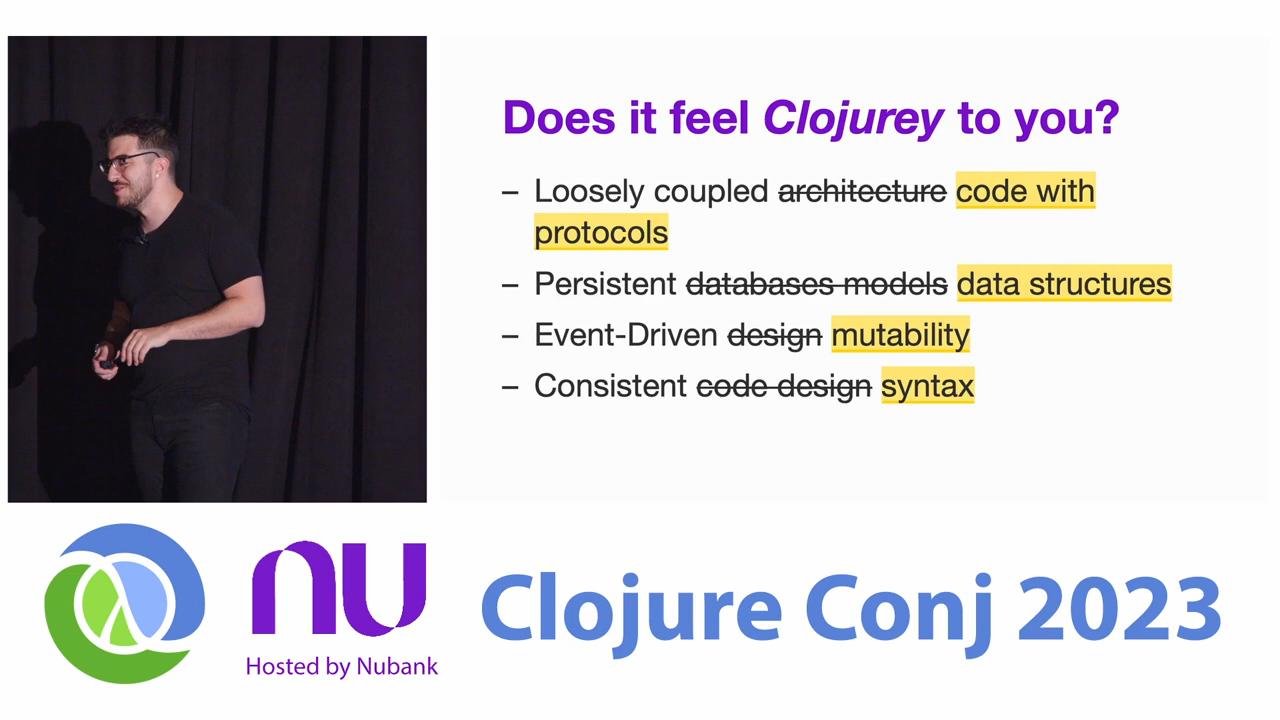 Does it feel Clojurey to you?
– Loosely coupled architecture code with
protocols
– Persistent databases models data structures
– Event-Driven design mutability
– Consistent code design syntax
nu
Hosted by Nubank
Clojure Conj 2023